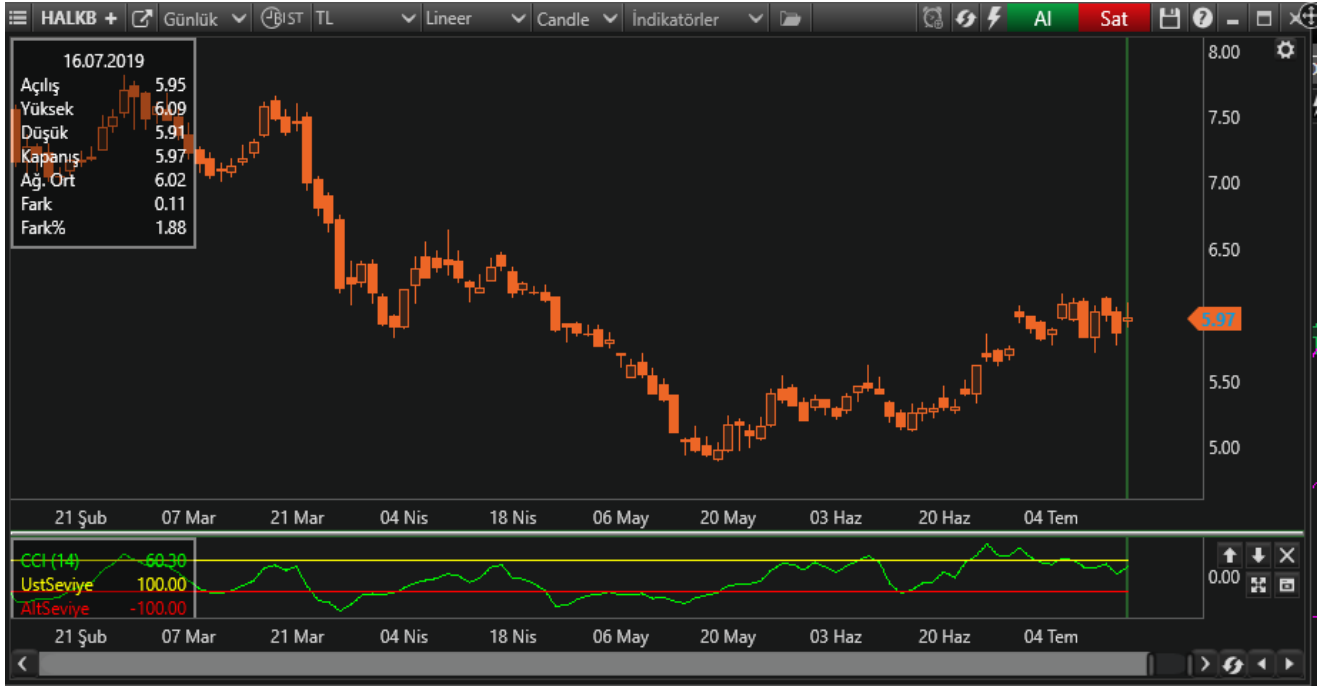 HALKB + Günlük BIST TL Lineer Candle İndikatörler Al Sat
16.07.2019
Açılış 5.95
Yüksek 6.09
Düşük 5.91
Kapanış 5.97
Ağ. Ort 6.02
Fark 0.11
Fark% 1.88
8.00
7.50
7.00
6.50
5.97
5.50
5.00
21 Şub 07 Mar 21 Mar 04 Nis 18 Nis 06 May 20 May 03 Haz 20 Haz 04 Tem
CCI (14) 60.30
UstSeviye 100.00
AltSeviye -100.00
0.00
21 Şub 07 Mar 21 Mar 04 Nis 18 Nis 06 May 20 May 03 Haz 20 Haz 04 Tem